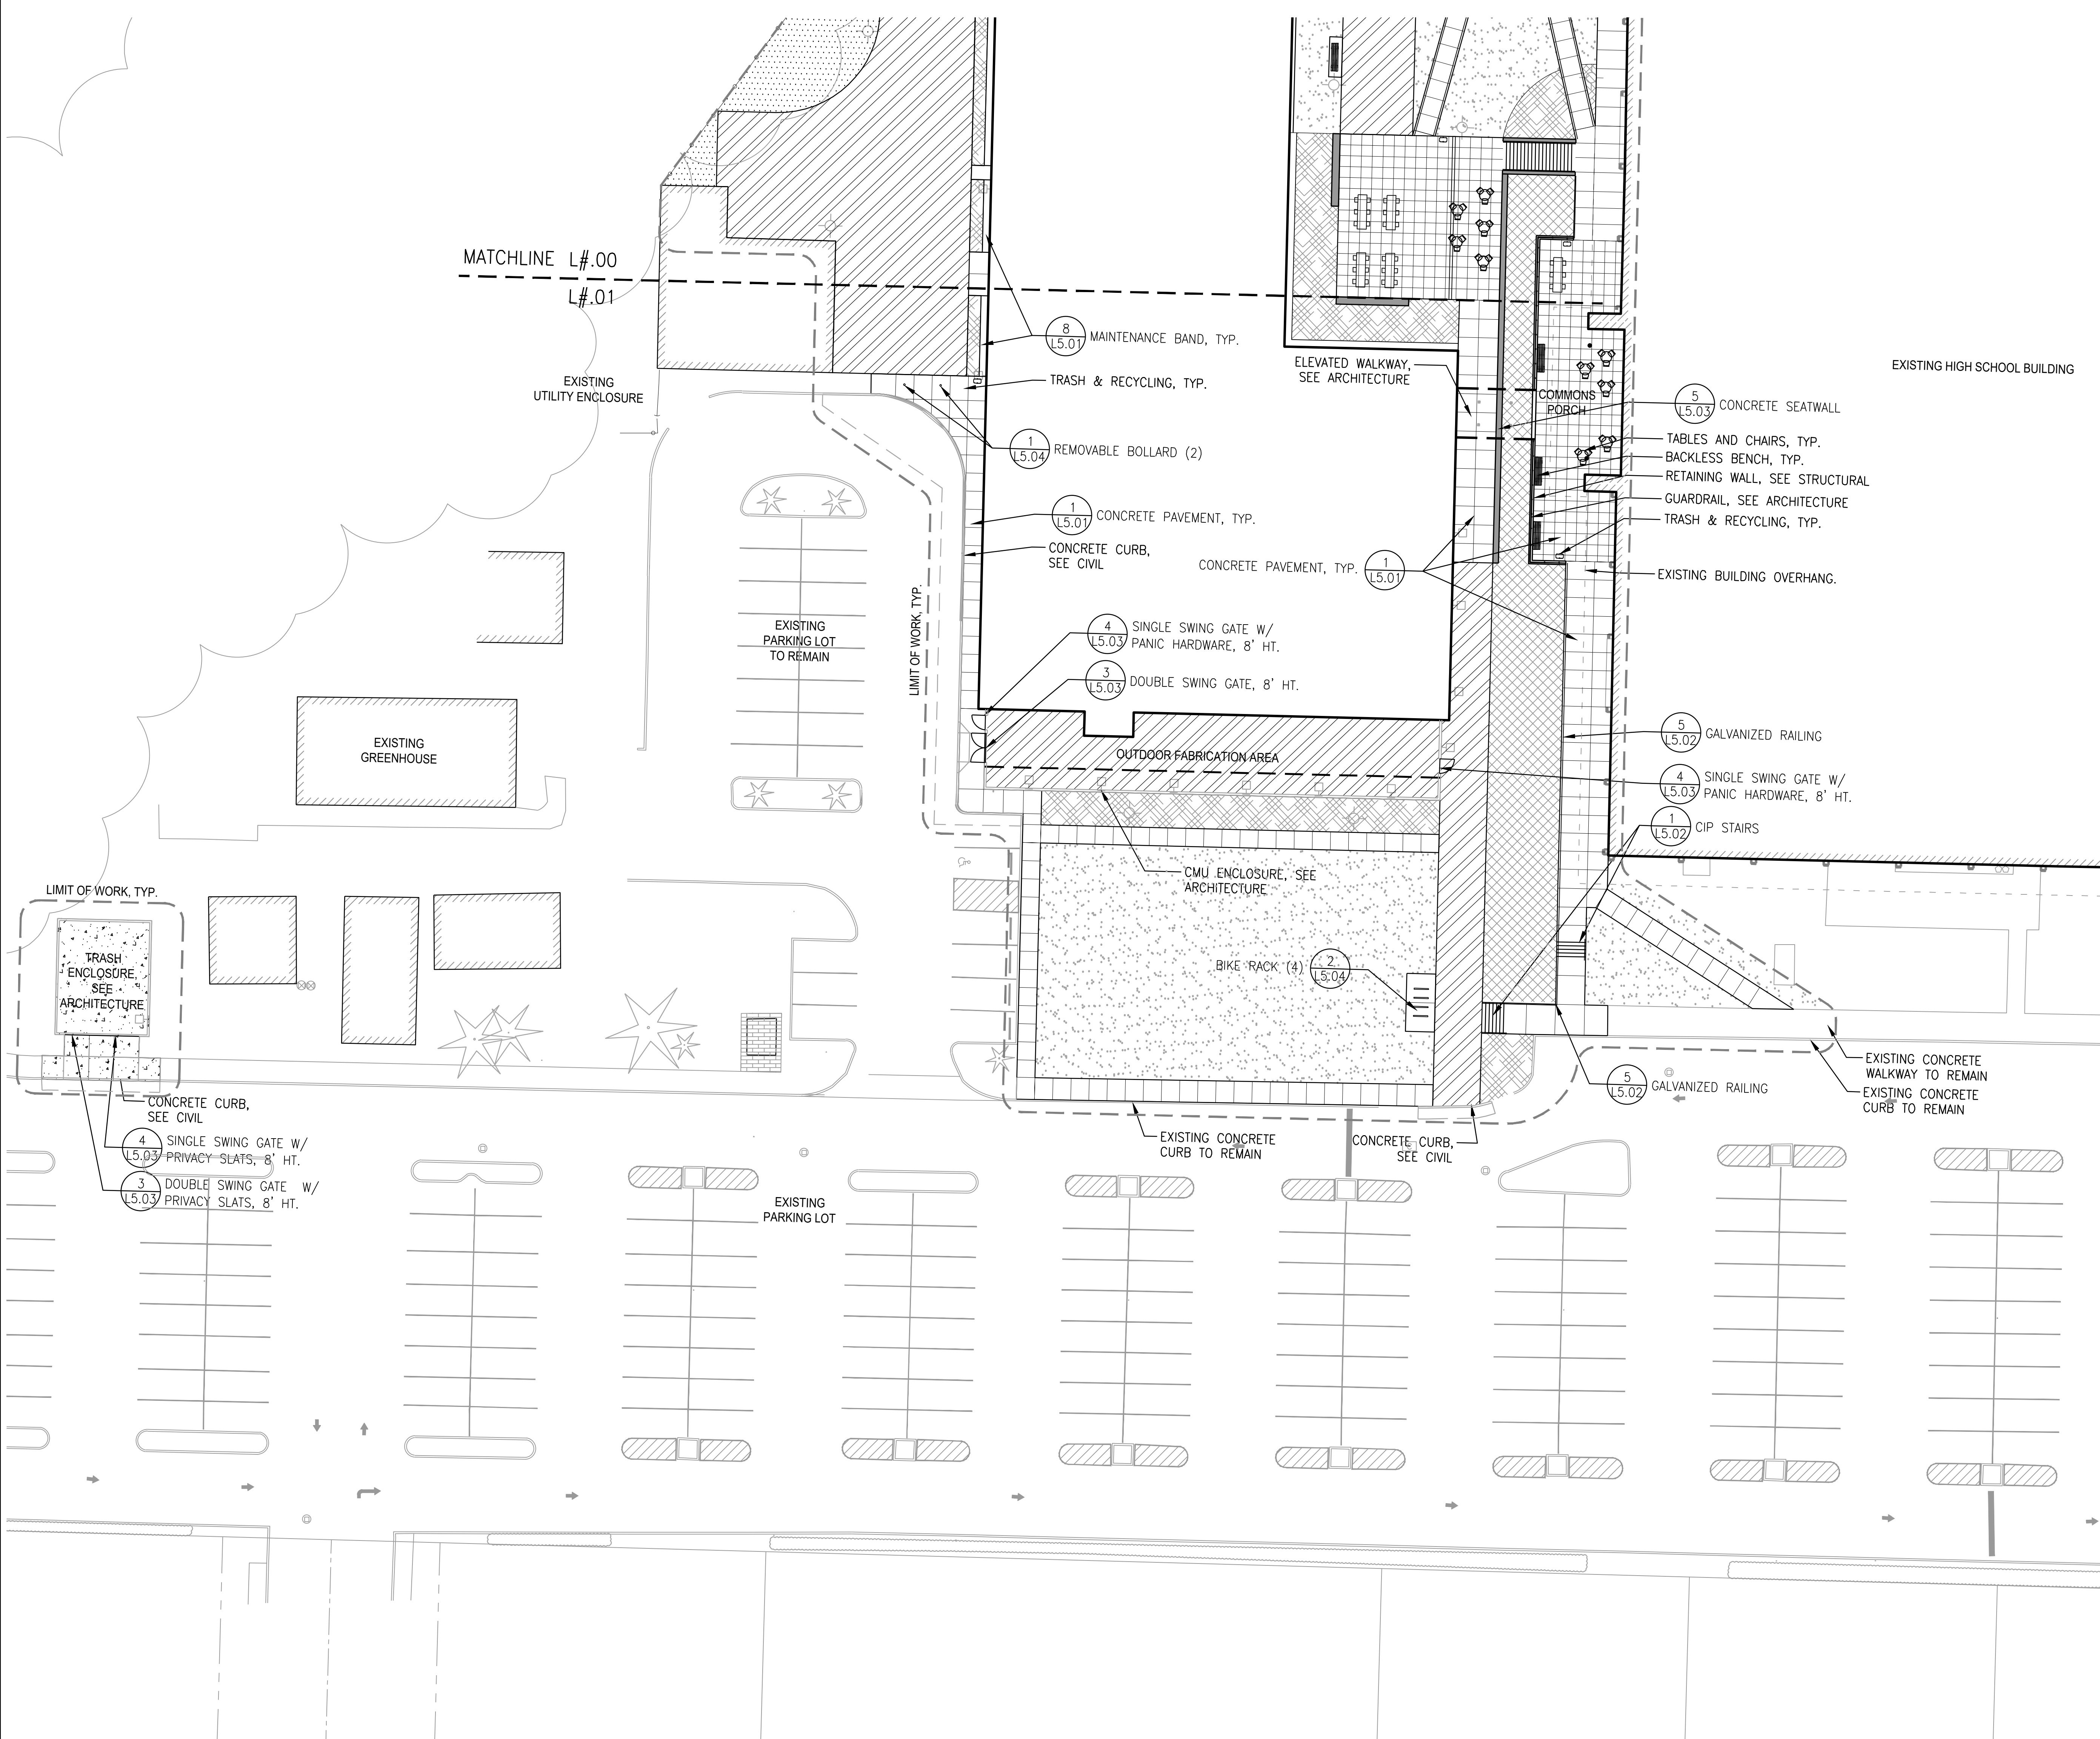 MATCHLINE L#.00
L#.01
8
L5.01
MAINTENANCE BAND, TYP.
TRASH & RECYCLING, TYP.
EXISTING
UTILITY ENCLOSURE
1
L5.04
REMOVABLE BOLLARD (2)
1
L5.01
CONCRETE PAVEMENT, TYP.
CONCRETE CURB,
SEE CIVIL
LIMIT OF WORK, TYP.
EXISTING
PARKING LOT
TO REMAIN
4
L5.03
SINGLE SWING GATE W/
PANIC HARDWARE, 8' HT.
3
L5.03
DOUBLE SWING GATE, 8' HT.
EXISTING
GREENHOUSE
OUTDOOR FABRICATION AREA
ELEVATED WALKWAY,
SEE ARCHITECTURE
COMMONS
PORCH
EXISTING HIGH SCHOOL BUILDING
5
L5.03
CONCRETE SEATWALL
TABLES AND CHAIRS, TYP.
BACKLESS BENCH, TYP.
RETAINING WALL, SEE STRUCTURAL
GUARDRAIL, SEE ARCHITECTURE
TRASH & RECYCLING, TYP.
CONCRETE PAVEMENT, TYP.
1
L5.01
EXISTING BUILDING OVERHANG.
5
L5.02
GALVANIZED RAILING
4
L5.03
SINGLE SWING GATE W/
PANIC HARDWARE, 8' HT.
1
L5.02
CIP STAIRS
CMU ENCLOSURE, SEE
ARCHITECTURE
LIMIT OF WORK, TYP.
TRASH
ENCLOSURE,
SEE
ARCHITECTURE
BIKE RACK (4)
2
L5.04
EXISTING CONCRETE
WALKWAY TO REMAIN
5
L5.02
GALVANIZED RAILING
EXISTING CONCRETE
CURB TO REMAIN
CONCRETE CURB,
SEE CIVIL
4
L5.03
SINGLE SWING GATE W/
PRIVACY SLATS, 8' HT.
3
L5.03
DOUBLE SWING GATE W/
PRIVACY SLATS, 8' HT.
EXISTING CONCRETE
CURB TO REMAIN
CONCRETE CURB,
SEE CIVIL
EXISTING
PARKING LOT